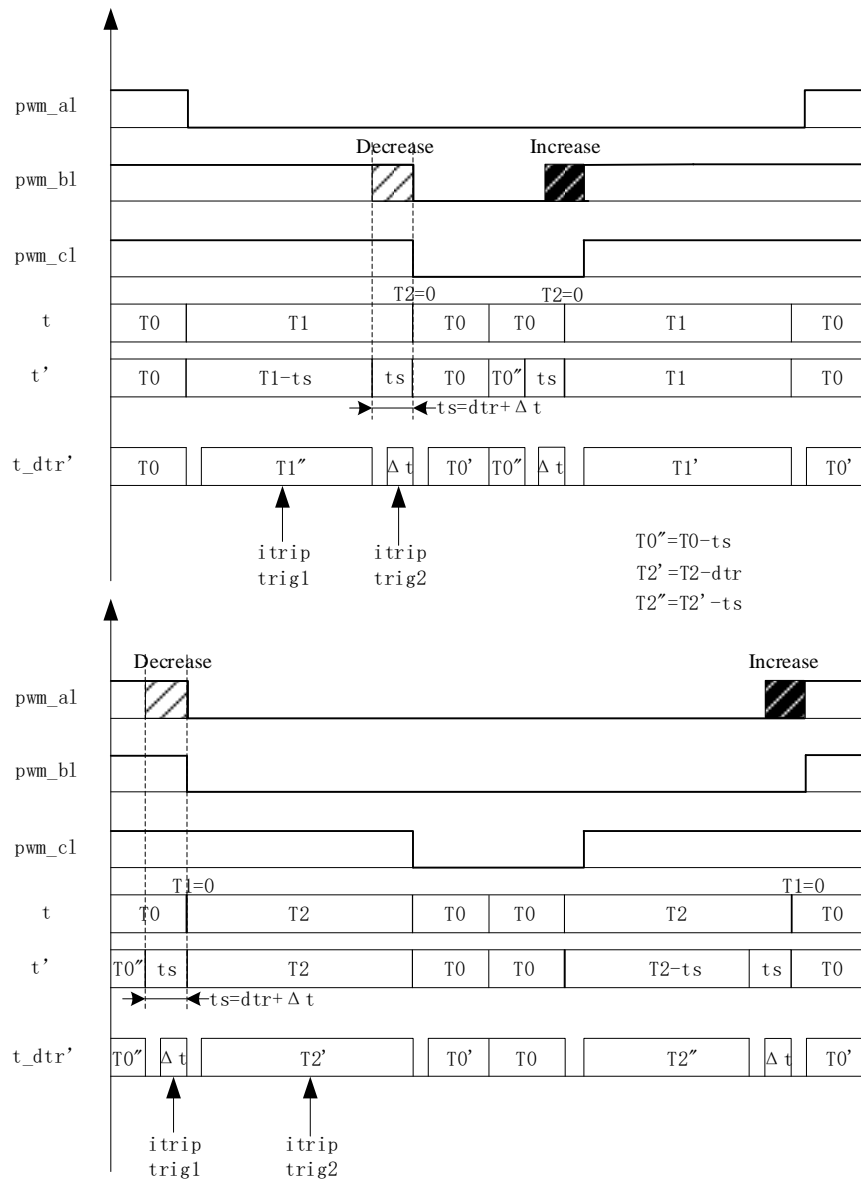 pwm_al
Decrease Increase
pwm_bl
pwm_cl
T2=0 T2=0
t T0 T1 T0 T0 T1 T0
t’ T0 T1-ts ts T0 T0″ ts T1 T0
ts=dtr+Δt
t_dtr’ T0 T1″ Δt T0' T0″ Δt T1' T0'
itrip itrip
trig1 trig2
T0″=T0-ts
T2'=T2-dtr
T2″=T2'-ts
Decrease Increase
pwm_al
pwm_bl
pwm_cl
T1=0 T1=0
t T0 T2 T0 T0 T2 T0
t’ T0″ ts T2 T0 T0 T2-ts ts T0
ts=dtr+Δt
t_dtr’ T0″ Δt T2' T0' T0 T2″ Δt T0'
itrip itrip
trig1 trig2